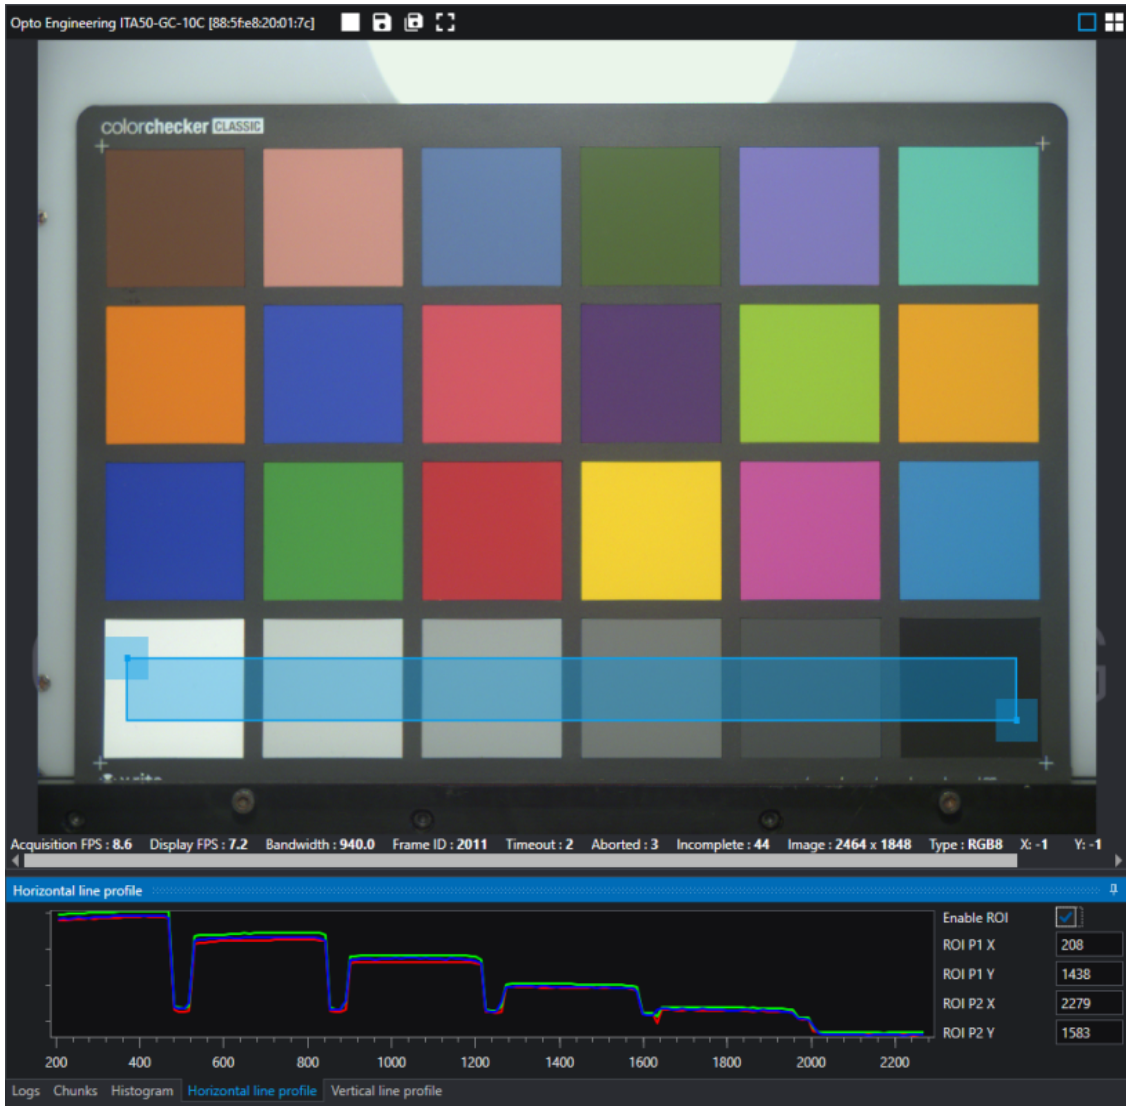 Opto Engineering ITA50-GC-10C [88:5f:e8:20:01:7c]
colorchecker CLASSIC
Acquisition FPS : 8.6 Display FPS : 7.2 Bandwidth : 940.0 Frame ID : 2011 Timeout : 2 Aborted : 3 Incomplete : 44 Image : 2464 x 1848 Type : RGB8 X: -1 Y: -1
Horizontal line profile
Enable ROI
ROI P1 X 208
ROI P1 Y 1438
ROI P2 X 2279
ROI P2 Y 1583
200 400 600 800 1000 1200 1400 1600 1800 2000 2200
Logs Chunks Histogram Horizontal line profile Vertical line profile